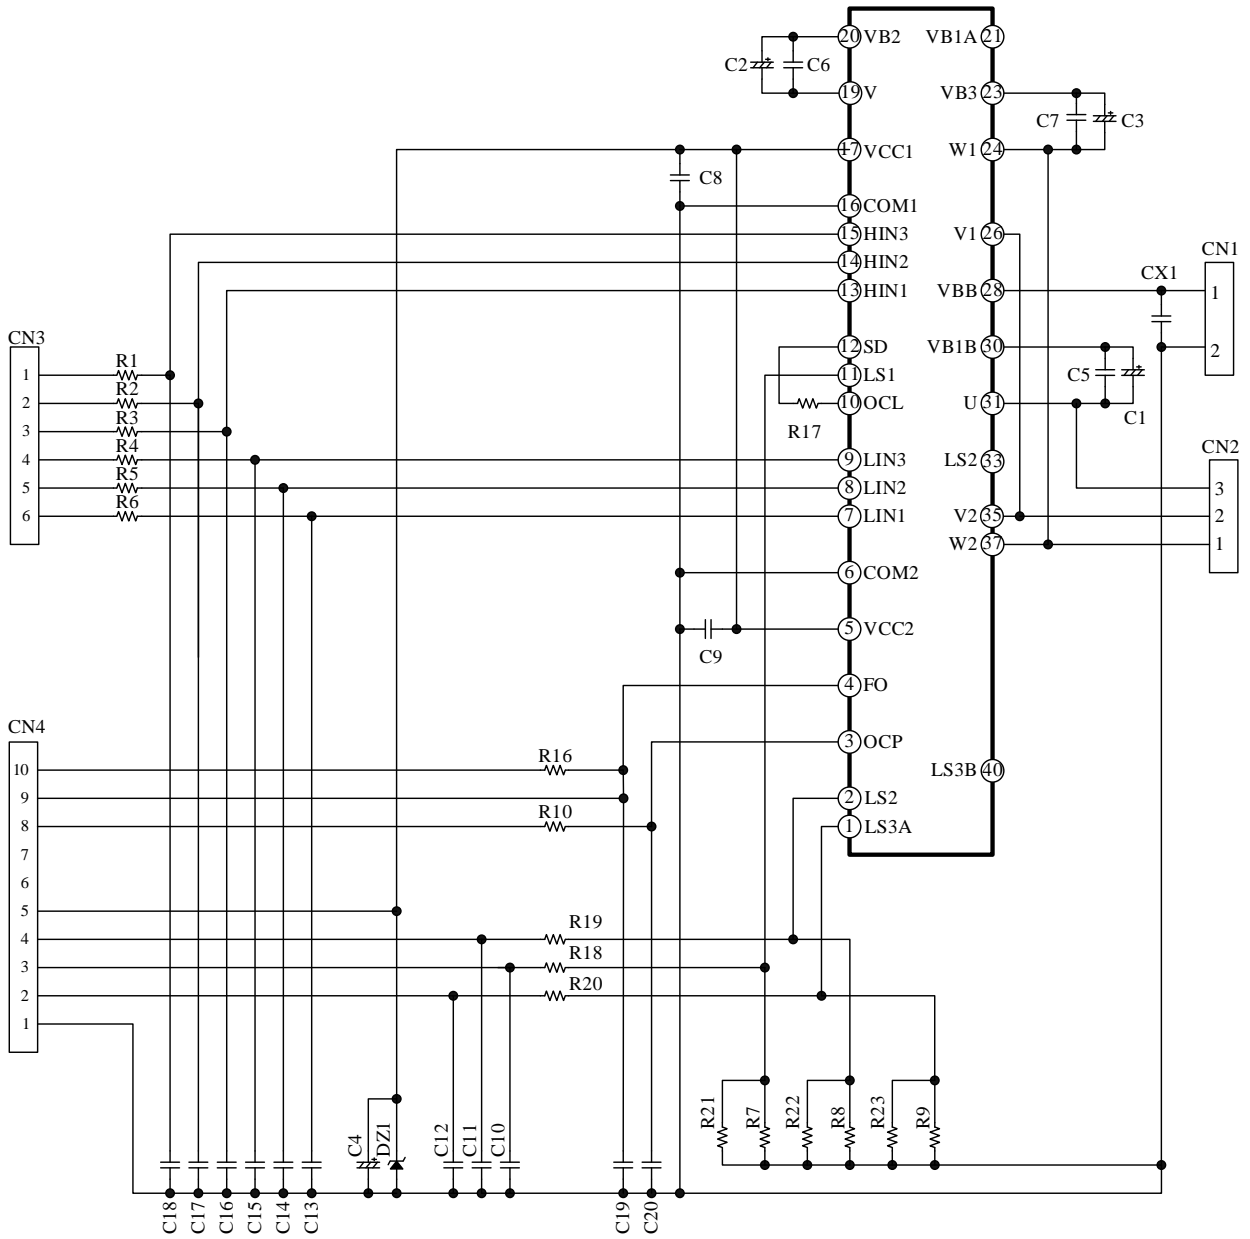 20 VB2 VB1A 21
C2 C6
19 V VB3 23
C7 C3
17 VCC1 W1 24
C8
16 COM1
15 HIN3 V1 26
14 HIN2
CN1
CX1
13 HIN1 VBB 28
1
2
CN3
12 SD VB1B 30
1 R1
11 LS1
C5
2 R2
10 OCL U 31
R17
C1
3 R3
4 R4
9 LIN3 LS2 33
CN2
5 R5
8 LIN2
3
6 R6
7 LIN1 V2 35
2
W2 37
1
6 COM2
5 VCC2
C9
4 FO
CN4
3 OCP
10 R16
LS3B 40
9
2 LS2
8 R10
1 LS3A
7
6
5
4 R19
3 R18
2 R20
1
R21 R7 R22 R8 R23 R9
C4 DZ1 C12 C11 C10
C18 C17 C16 C15 C14 C13 C19 C20